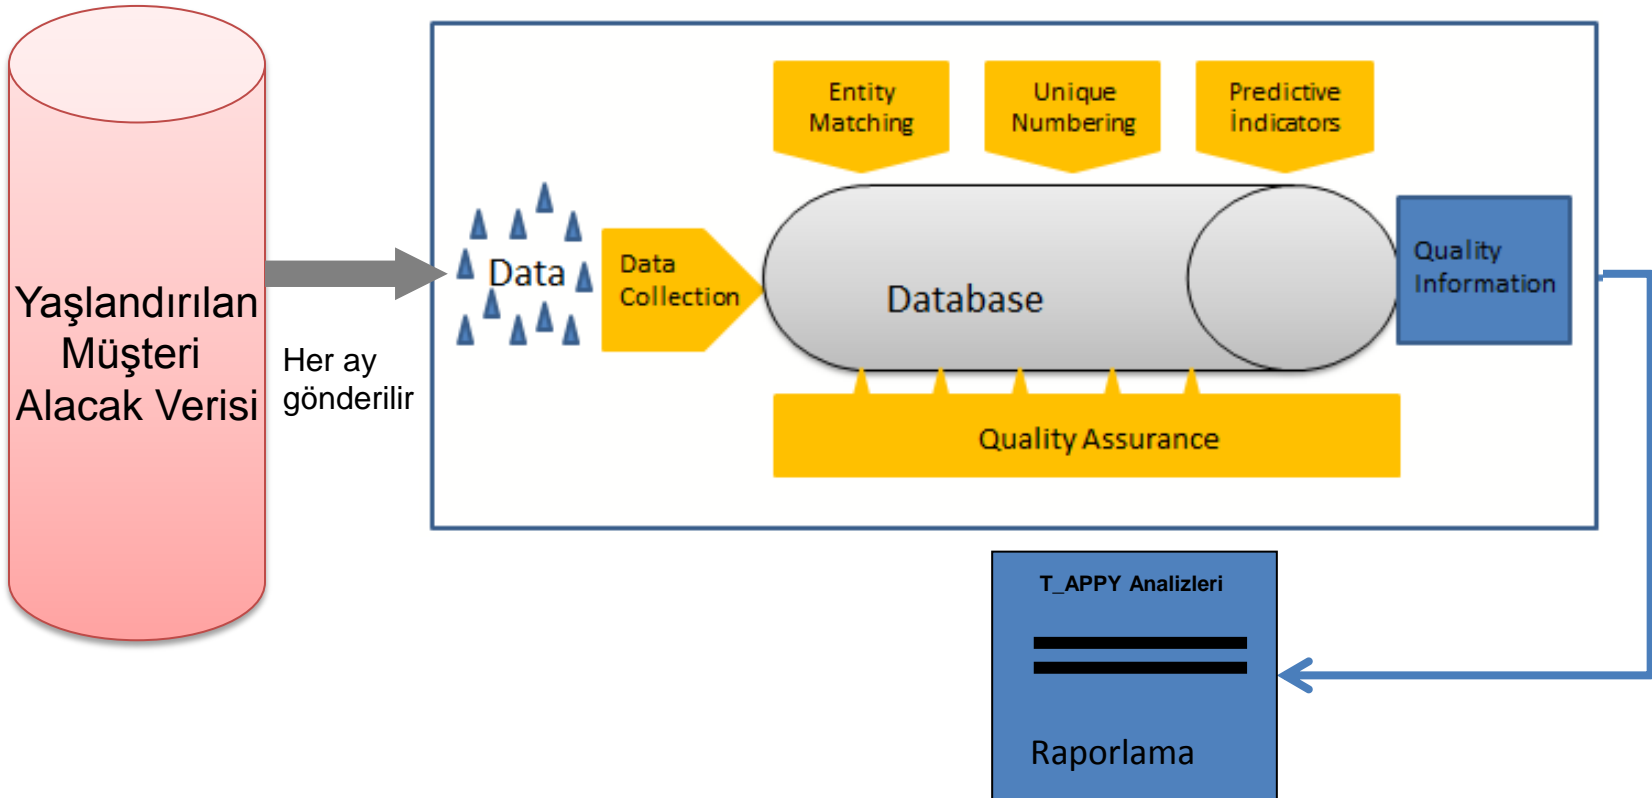 Yaşlandırılan
Müşteri
Alacak Verisi
Her ay
gönderilir
Data
Data
Collection
Entity
Matching
Unique
Numbering
Predictive
İndicators
Database
Quality
Information
Quality Assurance
T_APPY Analizleri
Raporlama